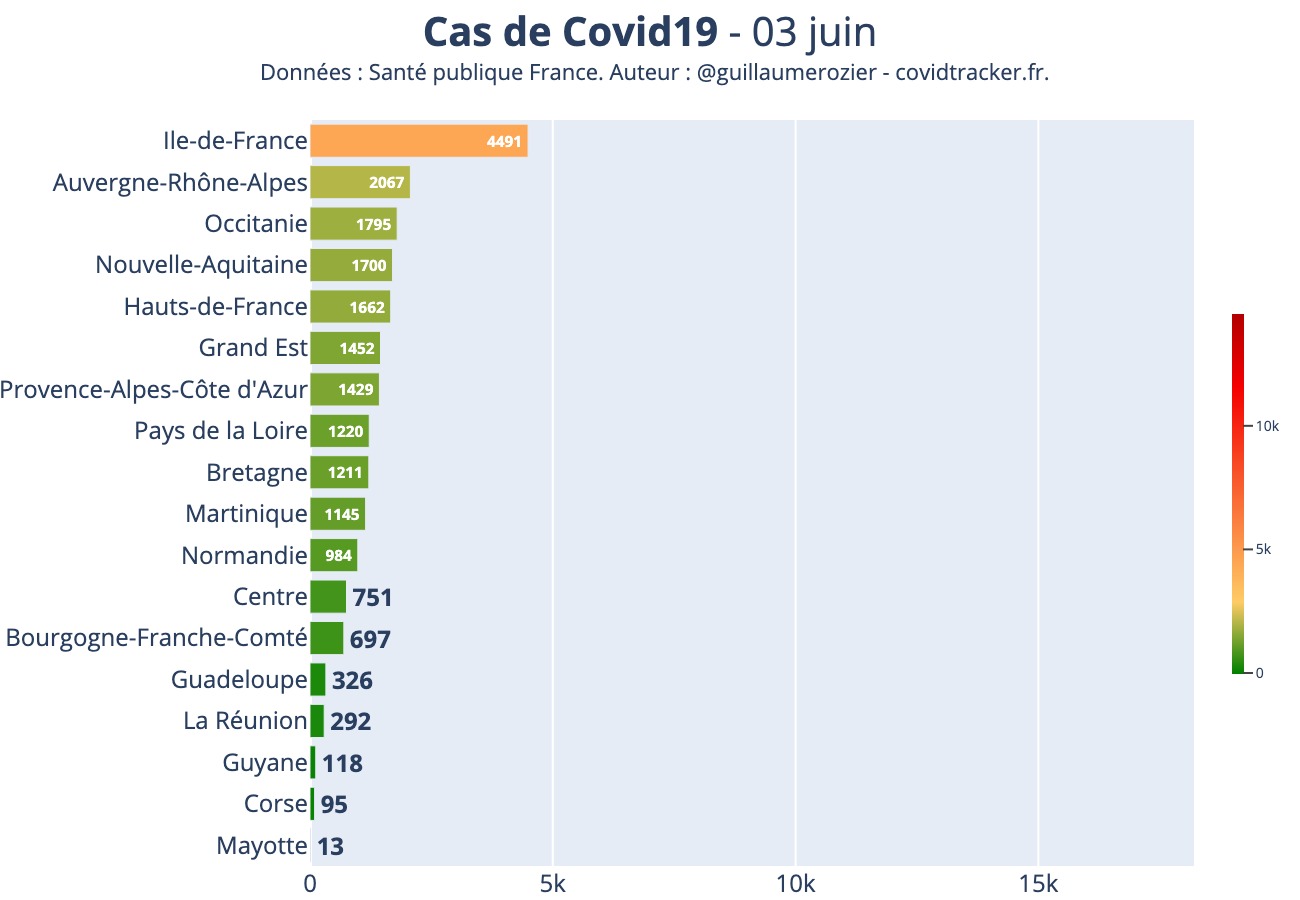 Cas de Covid19 - 03 juin
Données : Santé publique France. Auteur : @guillaumerozier - covidtracker.fr.
Ile-de-France 4491
Auvergne-Rhône-Alpes 2067
Occitanie 1795
Nouvelle-Aquitaine 1700
Hauts-de-France 1662
Grand Est 1452
Provence-Alpes-Côte d'Azur 1429
Pays de la Loire 1220
Bretagne 1211
Martinique 1145
Normandie 984
Centre 751
Bourgogne-Franche-Comté 697
Guadeloupe 326
La Réunion 292
Guyane 118
Corse 95
Mayotte 13
0 5k 10k 15k
10k
5k
0